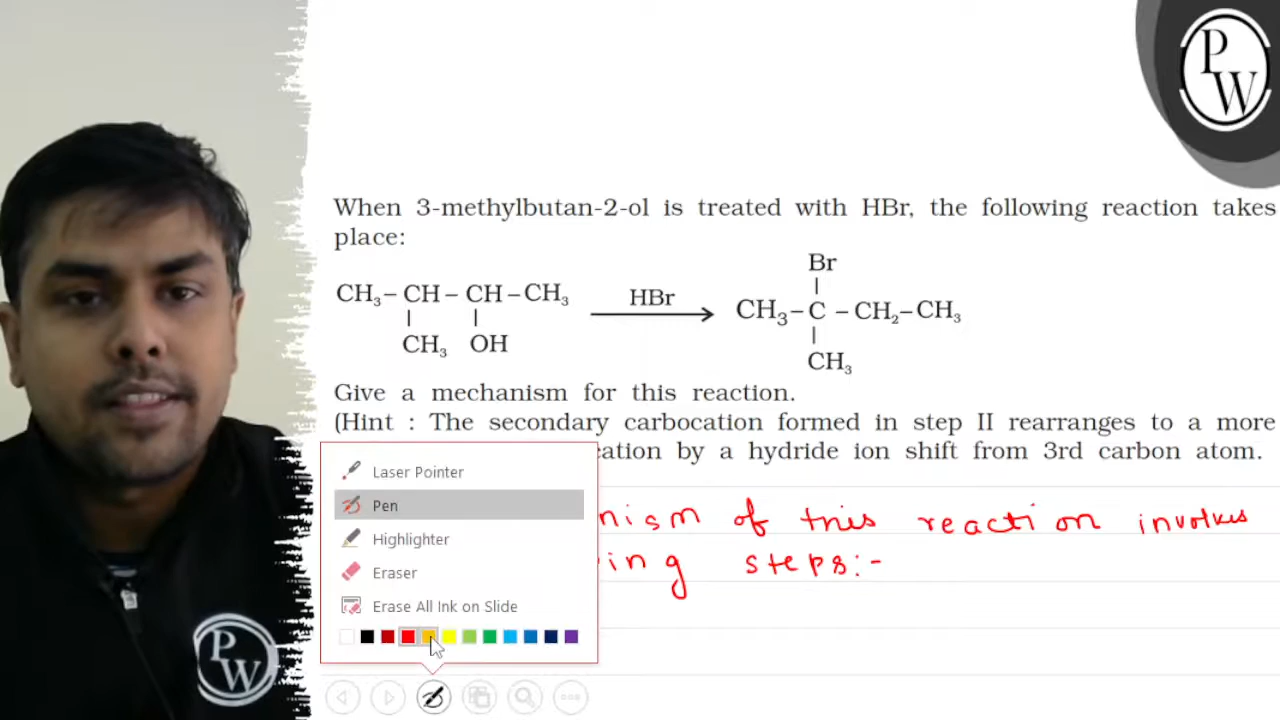 PW
When 3-methylbutan-2-ol is treated with HBr, the following reaction takes
place:
Br
CH₃– CH – CH – CH₃ HBr CH₃– C – CH₂– CH₃
CH₃ OH
CH₃
Give a mechanism for this reaction.
(Hint : The secondary carbocation formed in step II rearranges to a more
cation by a hydride ion shift from 3rd carbon atom.
Laser Pointer
Pen
Highlighter
Eraser
Erase All Ink on Slide
nism of this reaction involves
ing steps:-
PW